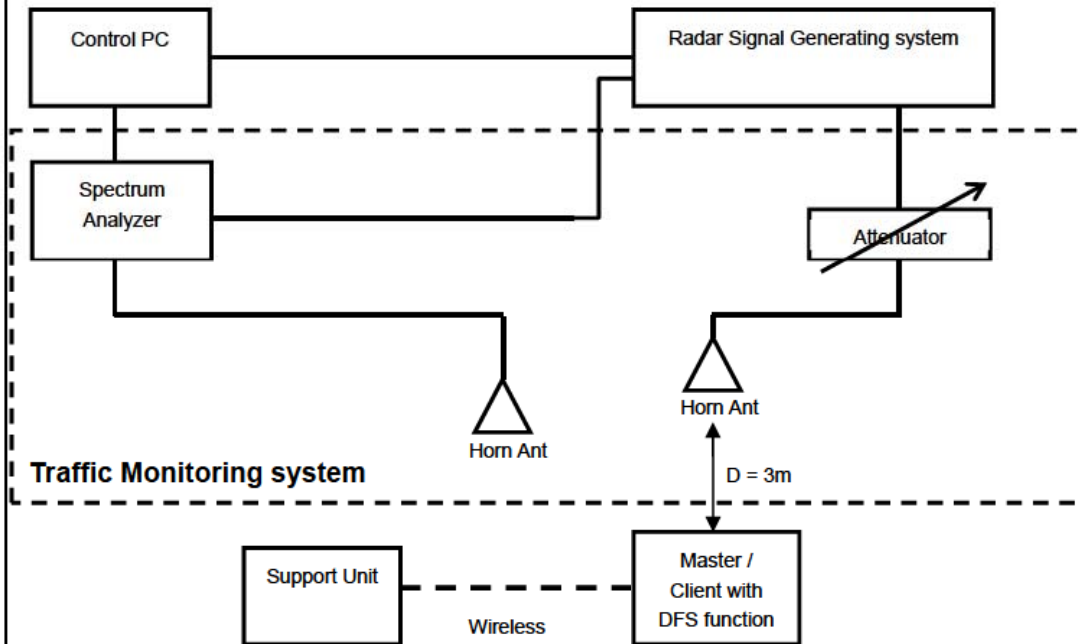 Control PC
Radar Signal Generating system
Spectrum
Analyzer
Attenuator
Horn Ant
Horn Ant
Traffic Monitoring system
D = 3m
Support Unit
Wireless
Master /
Client with
DFS function